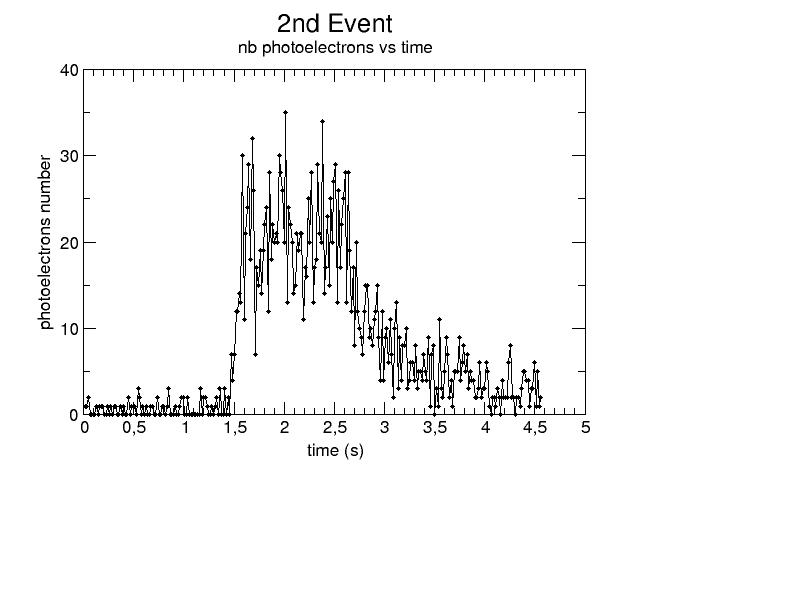 2nd Event
nb photoelectrons vs time
40
30
20
10
0
photoelectrons number
0 0,5 1 1,5 2 2,5 3 3,5 4 4,5 5
time (s)